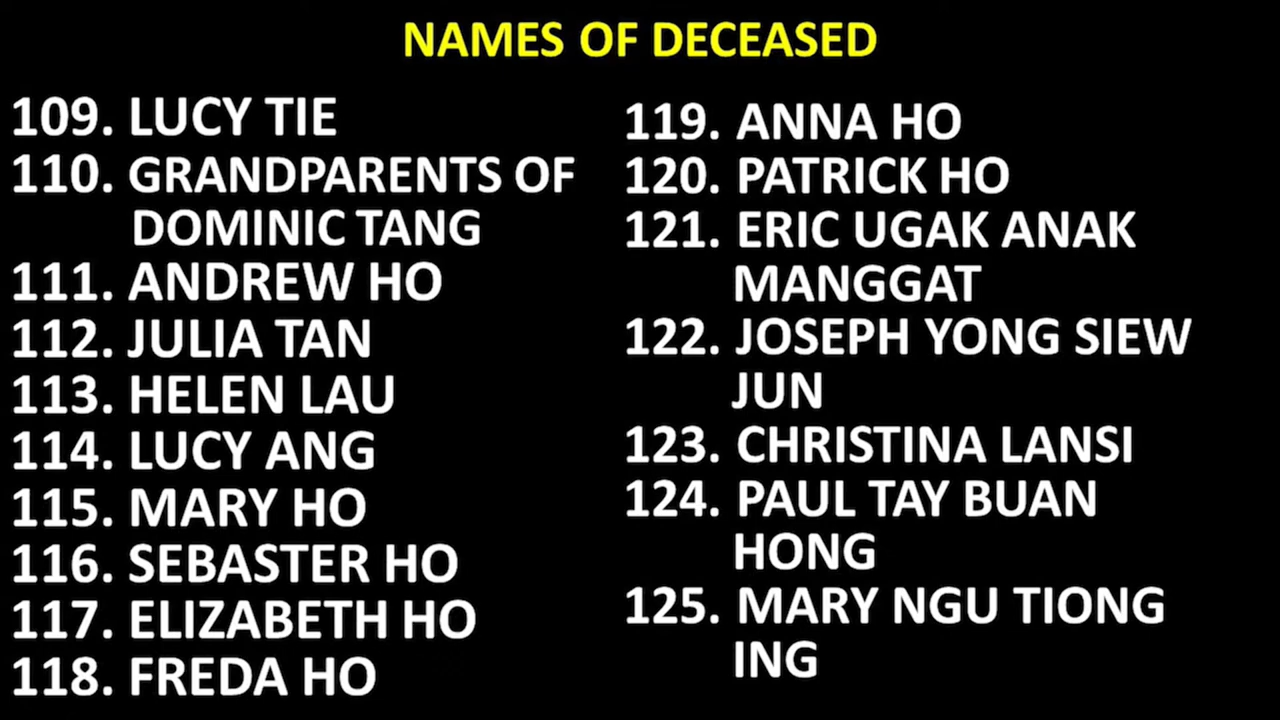 NAMES OF DECEASED
109. LUCY TIE
110. GRANDPARENTS OF
DOMINIC TANG
111. ANDREW HO
112. JULIA TAN
113. HELEN LAU
114. LUCY ANG
115. MARY HO
116. SEBASTER HO
117. ELIZABETH HO
118. FREDA HO
119. ANNA HO
120. PATRICK HO
121. ERIC UGAK ANAK
MANGGAT
122. JOSEPH YONG SIEW
JUN
123. CHRISTINA LANSI
124. PAUL TAY BUAN
HONG
125. MARY NGU TIONG
ING